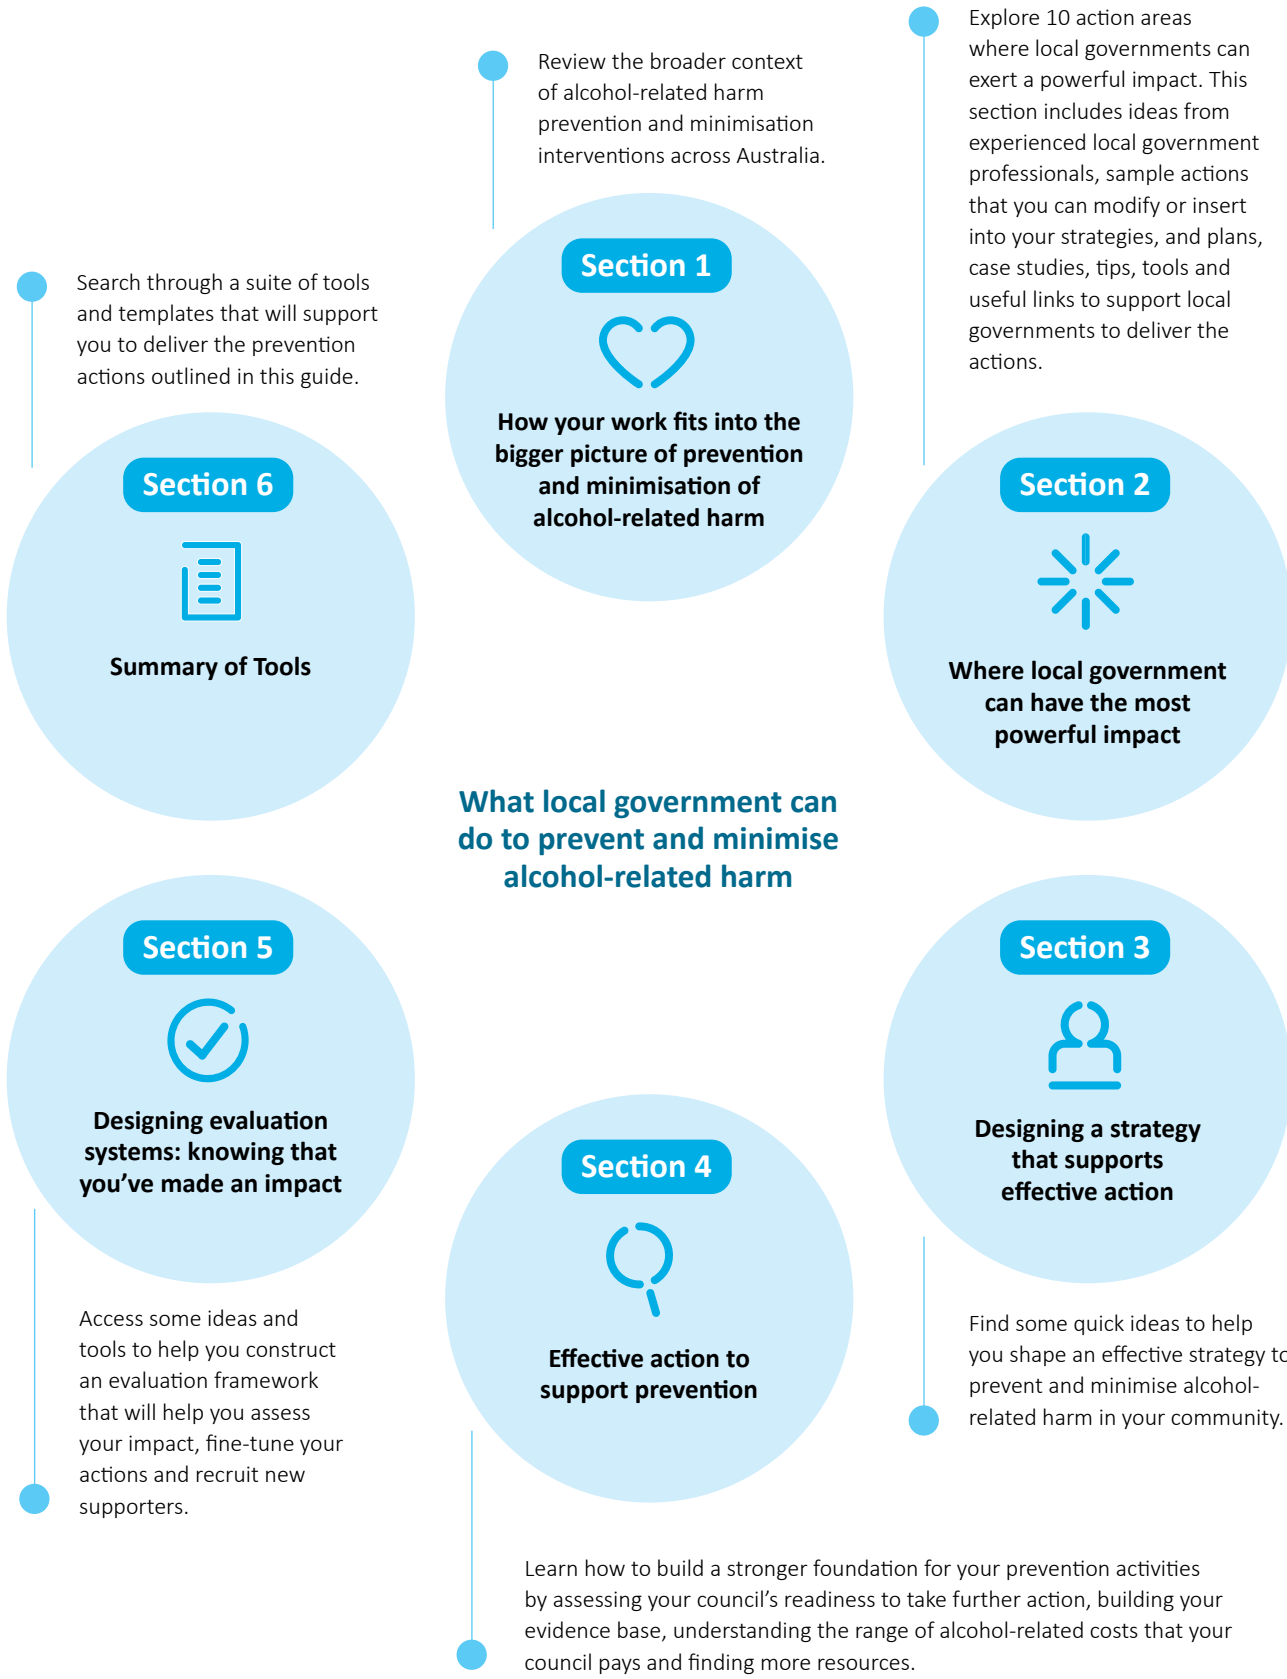 Review the broader context
of alcohol-related harm
prevention and minimisation
interventions across Australia.
Section 1
How your work fits into the
bigger picture of prevention
and minimisation of
alcohol-related harm
Explore 10 action areas
where local governments can
exert a powerful impact. This
section includes ideas from
experienced local government
professionals, sample actions
that you can modify or insert
into your strategies, and plans,
case studies, tips, tools and
useful links to support local
governments to deliver the
actions.
Section 2
Where local government
can have the most
powerful impact
Search through a suite of tools
and templates that will support
you to deliver the prevention
actions outlined in this guide.
Section 6
Summary of Tools
What local government can
do to prevent and minimise
alcohol-related harm
Section 3
Designing a strategy
that supports
effective action
Find some quick ideas to help
you shape an effective strategy to
prevent and minimise alcohol-
related harm in your community.
Section 5
Designing evaluation
systems: knowing that
you've made an impact
Access some ideas and
tools to help you construct
an evaluation framework
that will help you assess
your impact, fine-tune your
actions and recruit new
supporters.
Section 4
Effective action to
support prevention
Learn how to build a stronger foundation for your prevention activities
by assessing your council's readiness to take further action, building your
evidence base, understanding the range of alcohol-related costs that your
council pays and finding more resources.